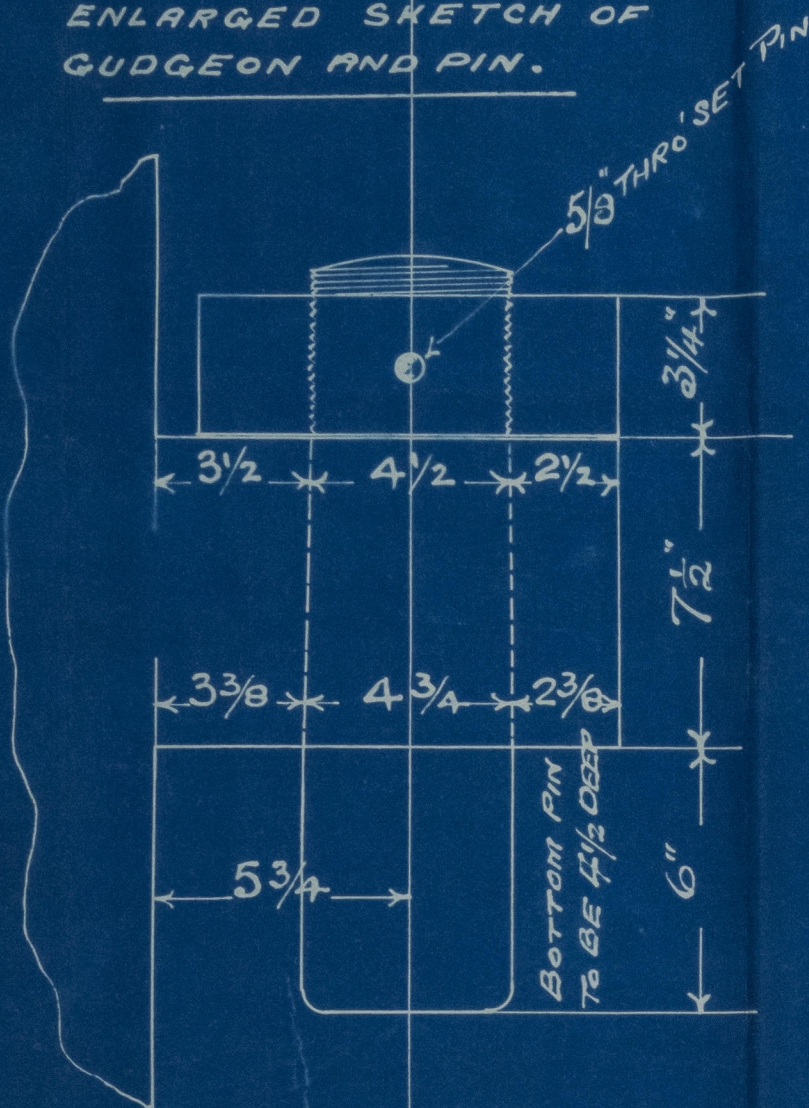 ENLARGED SKETCH OF
GUDGEON AND PIN.
5/8" THRO' SET PIN
3 1/4"
3 1/2 4 1/2 2 1/2
7 1/2"
3 3/8 4 3/4 2 3/8
BOTTOM PIN
TO BE 4 1/2 DEEP
5 3/4
6"